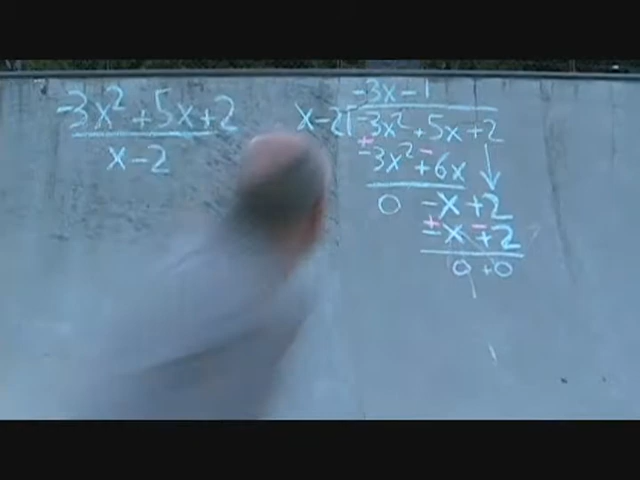 -3x² + 5x + 2
x - 2
-3x - 1
x - 2 -3x² + 5x + 2
-3x² + 6x
0 -x + 2
-x + 2
0 + 0